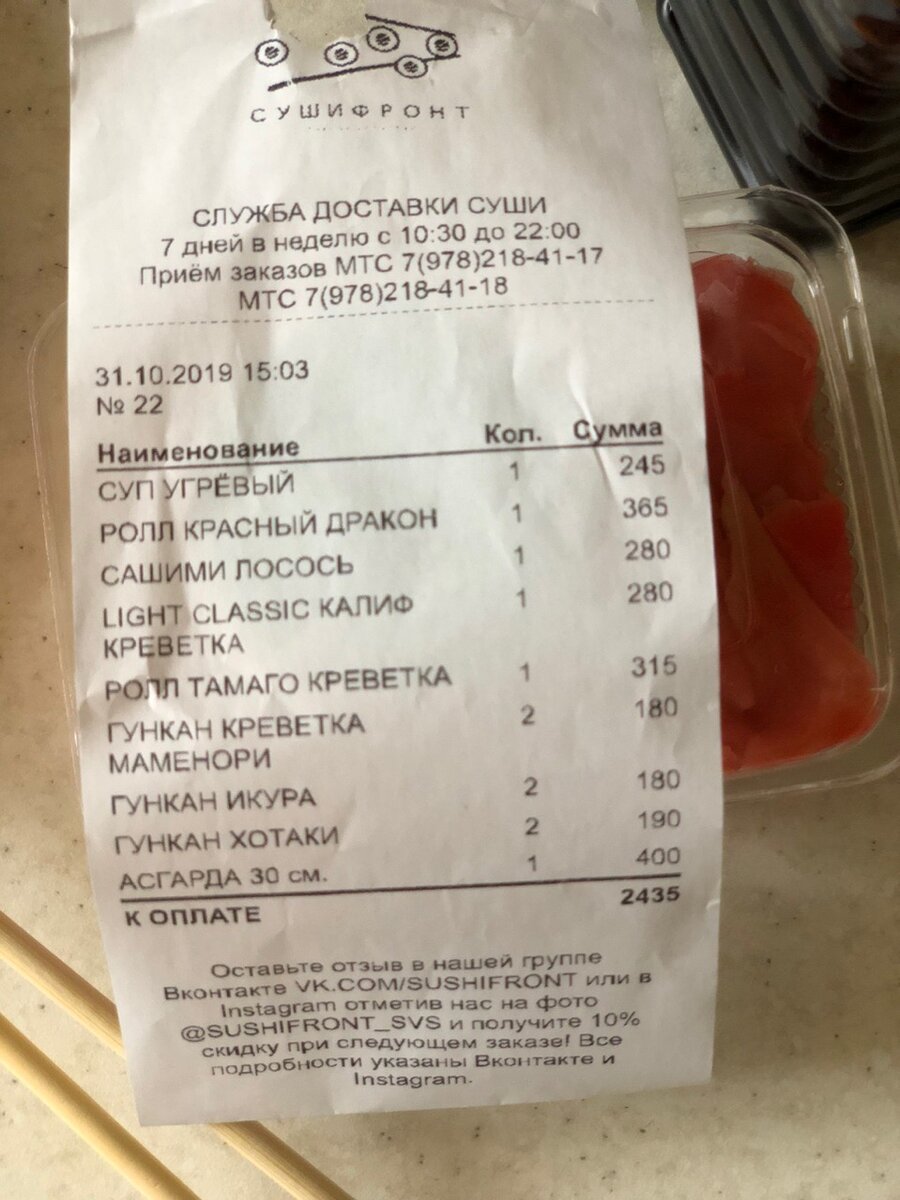 СУШИФРОНТ
СЛУЖБА ДОСТАВКИ СУШИ
7 дней в неделю с 10:30 до 22:00
Приём заказов МТС 7(978)218-41-17
МТС 7(978)218-41-18
31.10.2019 15:03
№ 22
Наименование Кол. Сумма
СУП УГРЁВЫЙ 1 245
РОЛЛ КРАСНЫЙ ДРАКОН 1 365
САШИМИ ЛОСОСЬ 1 280
LIGHT CLASSIC КАЛИФ 1 280
КРЕВЕТКА
РОЛЛ ТАМАГО КРЕВЕТКА 1 315
ГУНКАН КРЕВЕТКА 2 180
МАМЕНОРИ
ГУНКАН ИКУРА 2 180
ГУНКАН ХОТАКИ 2 190
АСГАРДА 30 см. 1 400
К ОПЛАТЕ 2435
Оставьте отзыв в нашей группе
Вконтакте VK.COM/SUSHIFRONT или в
Instagram отметив нас на фото
@SUSHIFRONT_SVS и получите 10%
скидку при следующем заказе! Все
подробности указаны Вконтакте и
Instagram.